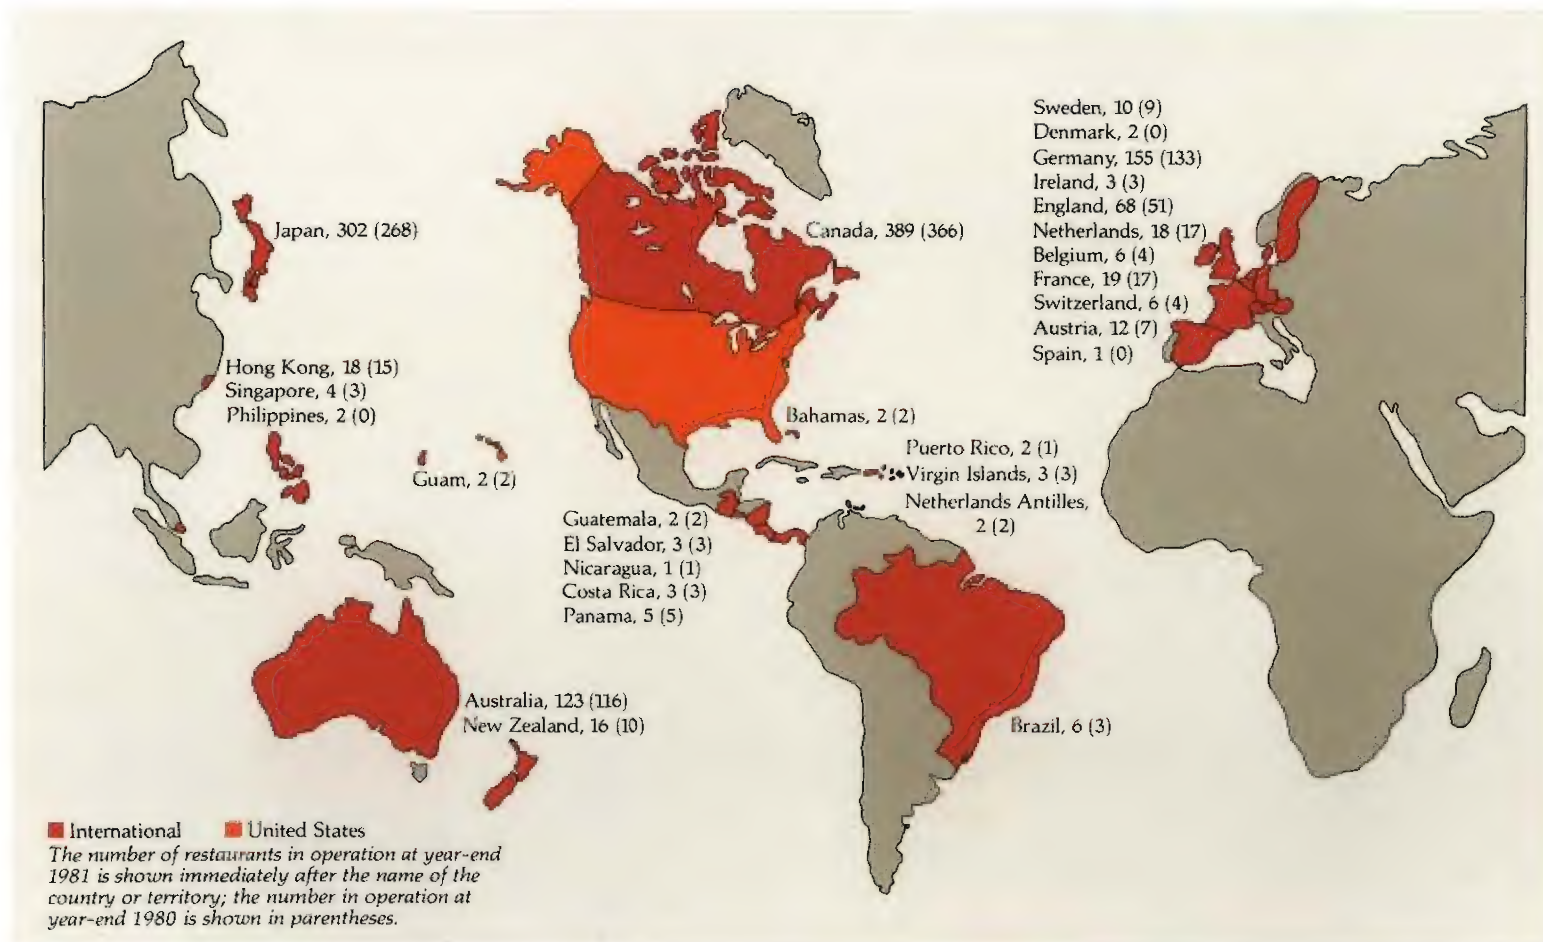 Sweden, 10 (9)
Denmark, 2 (0)
Germany, 155 (133)
Ireland, 3 (3)
England, 68 (51)
Netherlands, 18 (17)
Belgium, 6 (4)
France, 19 (17)
Switzerland, 6 (4)
Austria, 12 (7)
Spain, 1 (0)
Japan, 302 (268)
Canada, 389 (366)
Hong Kong, 18 (15)
Singapore, 4 (3)
Philippines, 2 (0)
Bahamas, 2 (2)
Puerto Rico, 2 (1)
Virgin Islands, 3 (3)
Netherlands Antilles,
2 (2)
Guam, 2 (2)
Guatemala, 2 (2)
El Salvador, 3 (3)
Nicaragua, 1 (1)
Costa Rica, 3 (3)
Panama, 5 (5)
Australia, 123 (116)
New Zealand, 16 (10)
Brazil, 6 (3)
International
United States
The number of restaurants in operation at year-end
1981 is shown immediately after the name of the
country or territory; the number in operation at
year-end 1980 is shown in parentheses.